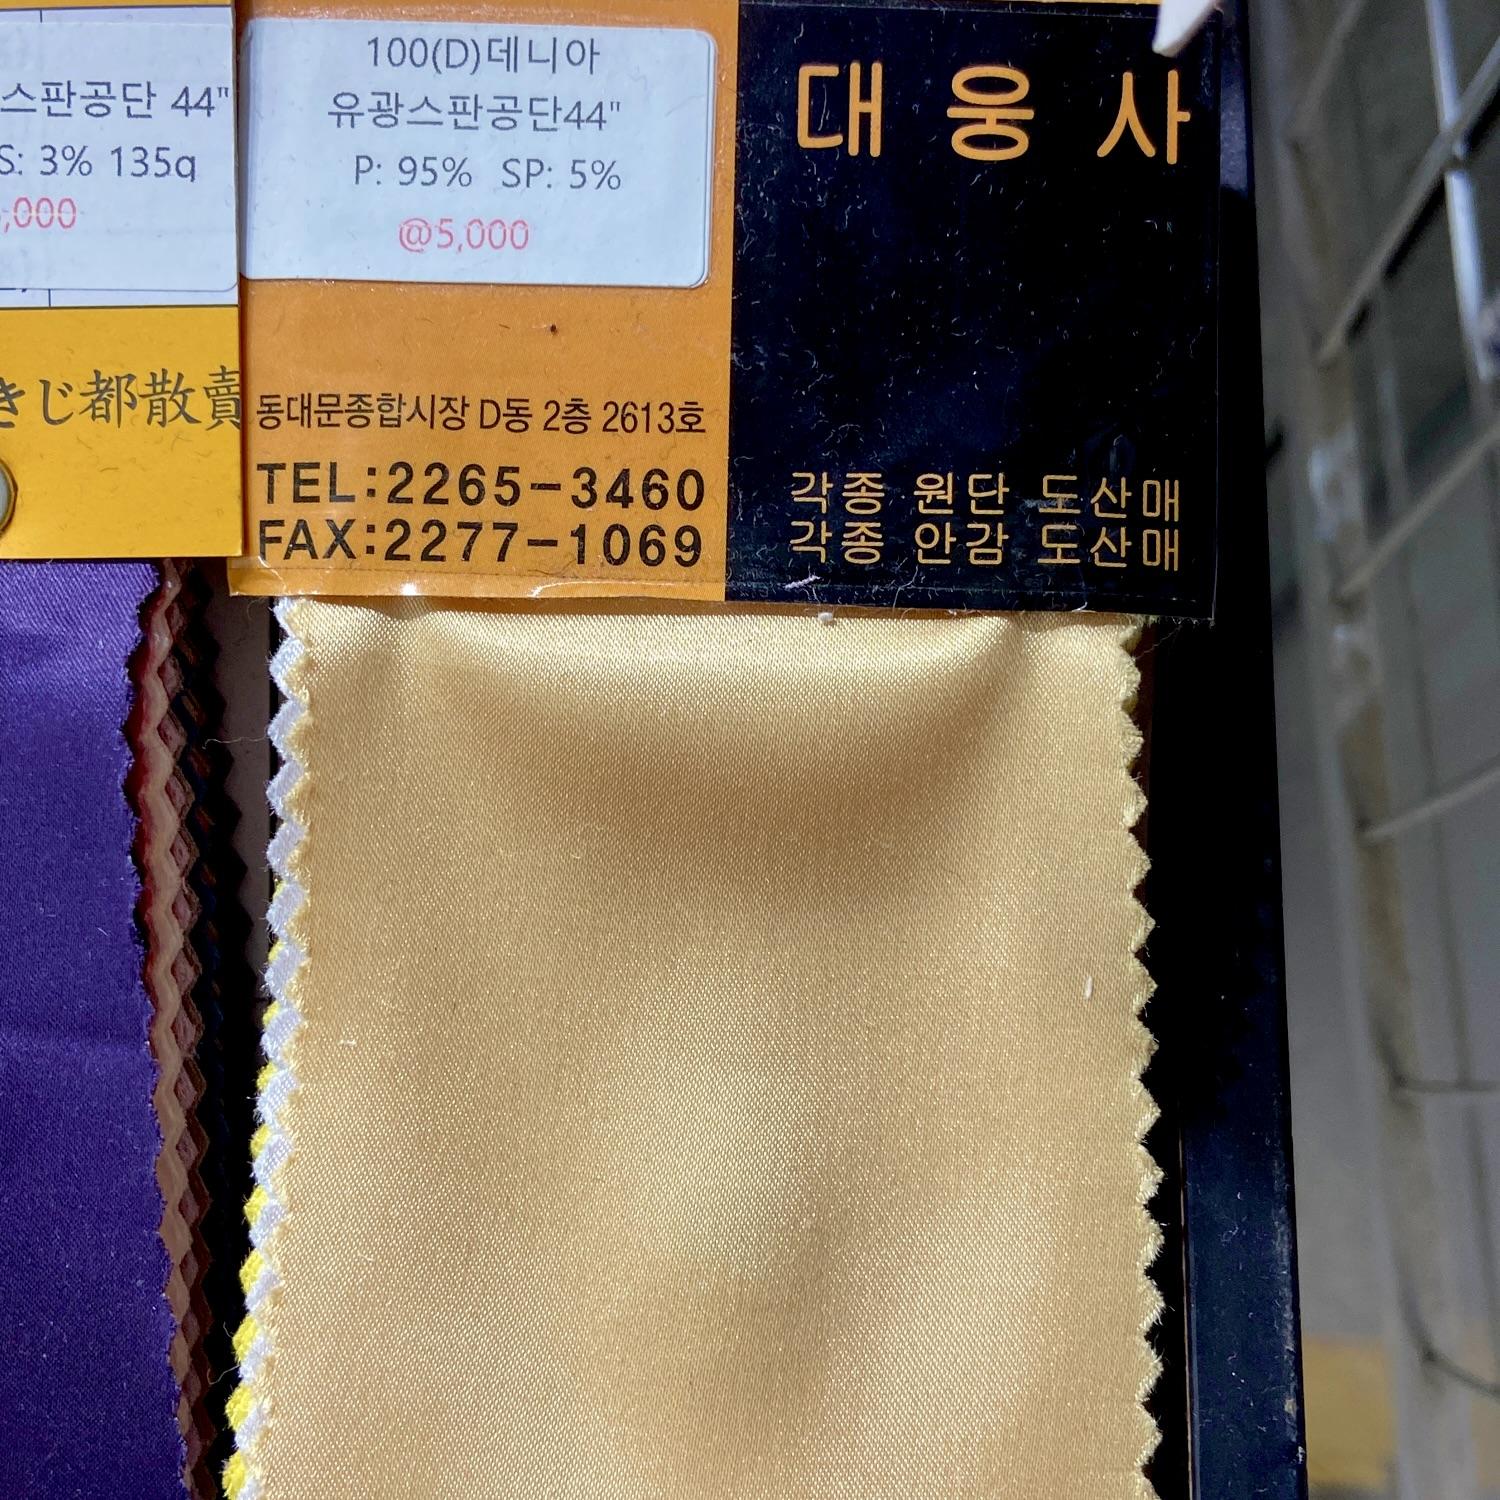 스판공단 44"
S: 3% 135g
,000
きじ都散賣
100(D)데니아
유광스판공단44"
P: 95% SP: 5%
@5,000
동대문종합시장 D동 2층 2613호
TEL:2265-3460
FAX:2277-1069
대웅사
각종 원단 도산매
각종 안감 도산매